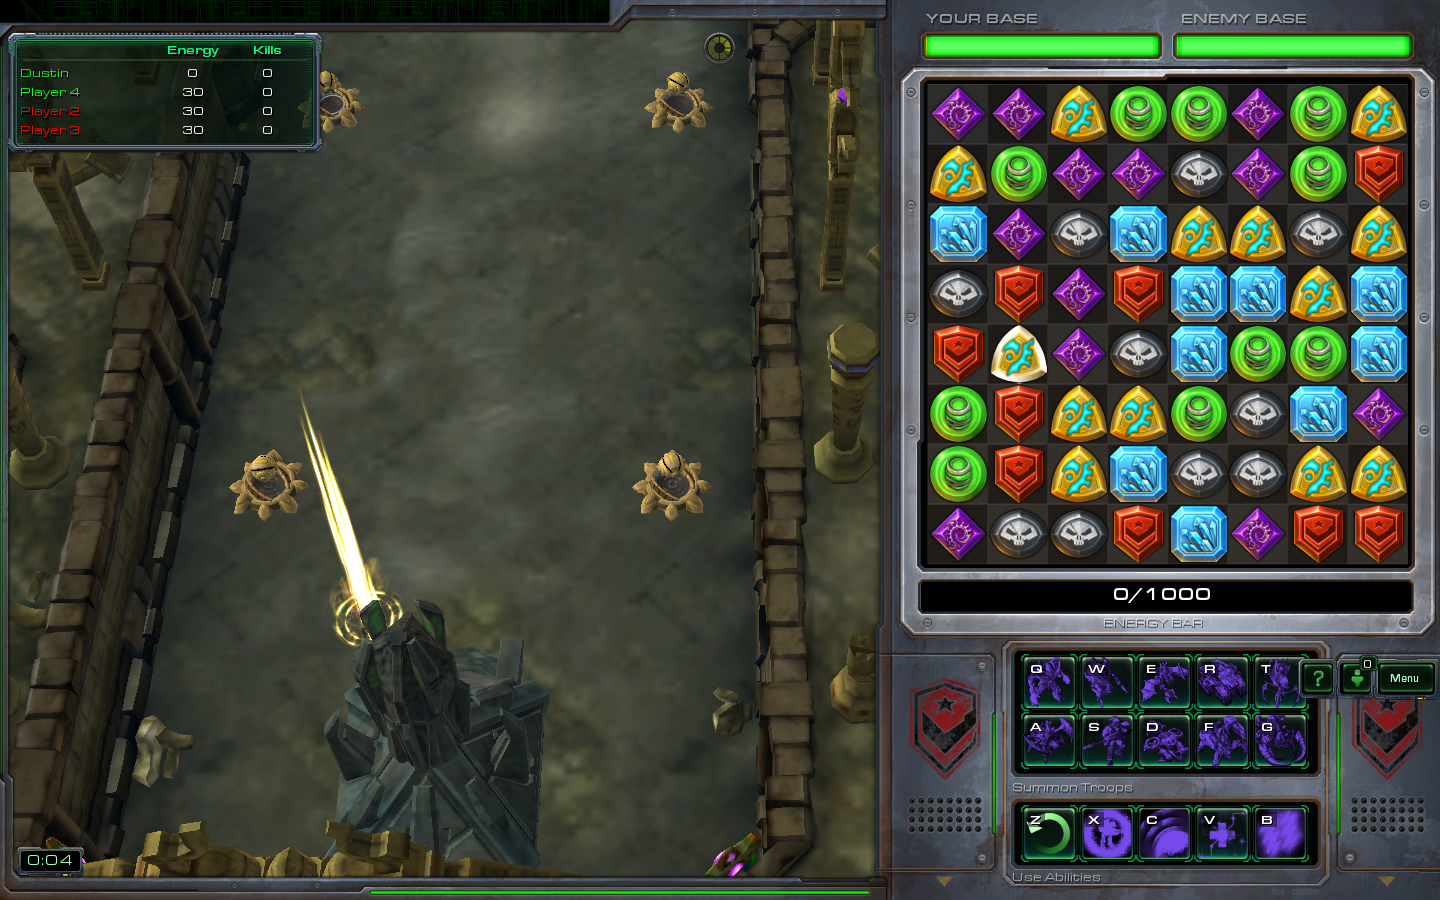 YOUR BASE
ENEMY BASE
Energy Kills
Dustin 0 0
Player 4 30 0
Player 2 30 0
Player 3 30 0
0/1000
ENERGY BAR
Q W E R T
? 0 Menu
A S D F G
Summon Troops
Z X C V B
Use Abilities
0:04